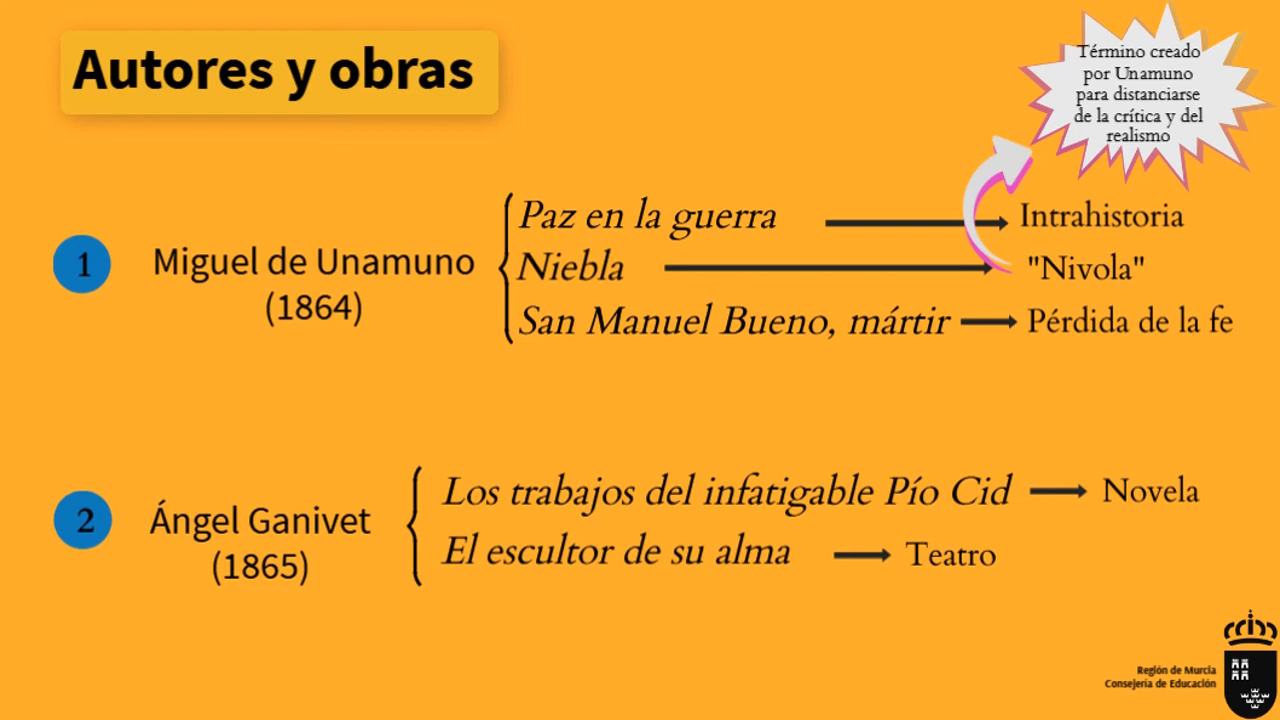 Autores y obras
Término creado
por Unamuno
para distanciarse
de la crítica y del
realismo
1
Miguel de Unamuno
(1864)
Paz en la guerra
Intrahistoria
Niebla
"Nivola"
San Manuel Bueno, mártir
Pérdida de la fe
2
Ángel Ganivet
(1865)
Los trabajos del infatigable Pío Cid
Novela
El escultor de su alma
Teatro
Región de Murcia
Consejería de Educación